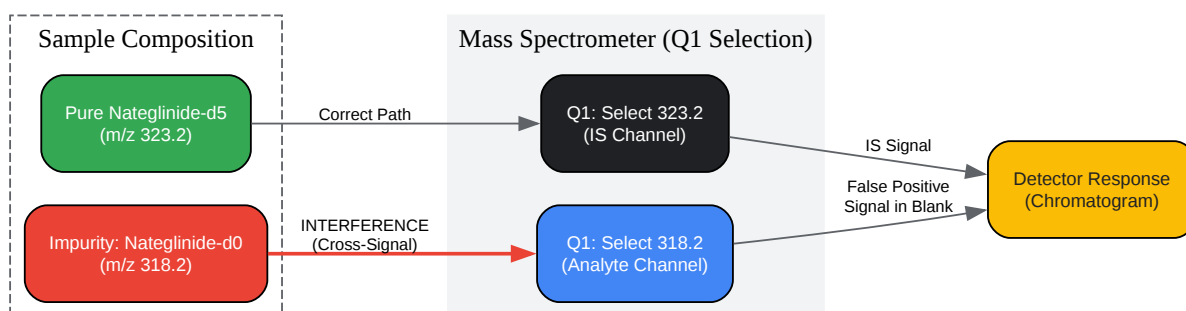 Sample Composition
Mass Spectrometer (Q1 Selection)
Pure Nateglinide-d5
(m/z 323.2)
Correct Path
Q1: Select 323.2
(IS Channel)
IS Signal
Impurity: Nateglinide-d0
(m/z 318.2)
INTERFERENCE
(Cross-Signal)
Q1: Select 318.2
(Analyte Channel)
False Positive
Signal in Blank
Detector Response
(Chromatogram)